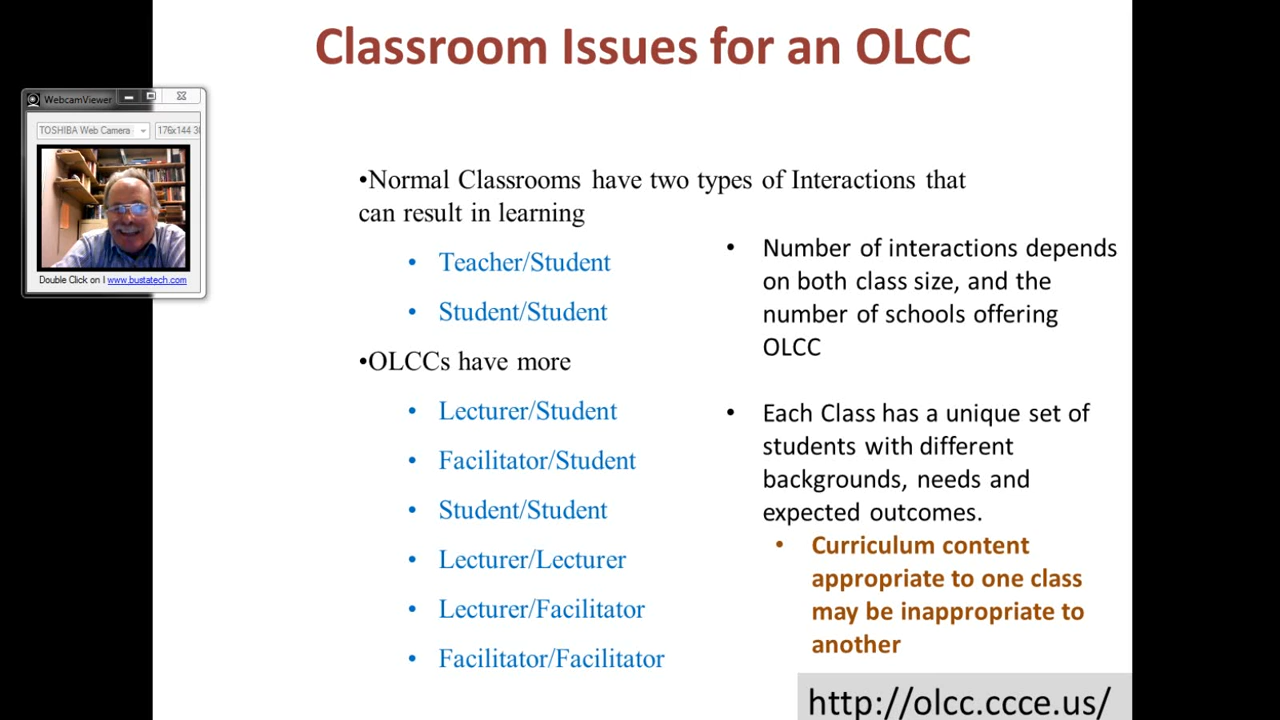 Classroom Issues for an OLCC
WebcamViewer
TOSHIBA Web Camera
176x144 30
Double Click on I www.bustatech.com
•Normal Classrooms have two types of Interactions that
can result in learning
• Teacher/Student
• Student/Student
•OLCCs have more
• Lecturer/Student
• Facilitator/Student
• Student/Student
• Lecturer/Lecturer
• Lecturer/Facilitator
• Facilitator/Facilitator
• Number of interactions depends
on both class size, and the
number of schools offering
OLCC
• Each Class has a unique set of
students with different
backgrounds, needs and
expected outcomes.
• Curriculum content
appropriate to one class
may be inappropriate to
another
http://olcc.ccce.us/